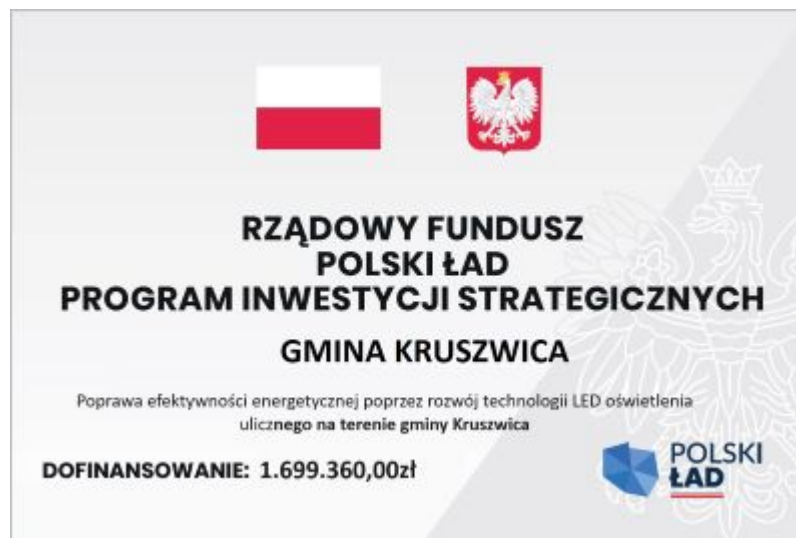 RZĄDOWY FUNDUSZ
POLSKI ŁAD
PROGRAM INWESTYCJI STRATEGICZNYCH
GMINA KRUSZWICA
Poprawa efektywności energetycznej poprzez rozwój technologii LED oświetlenia
ulicznego na terenie gminy Kruszwica
DOFINANSOWANIE: 1.699.360,00zł
POLSKI
ŁAD